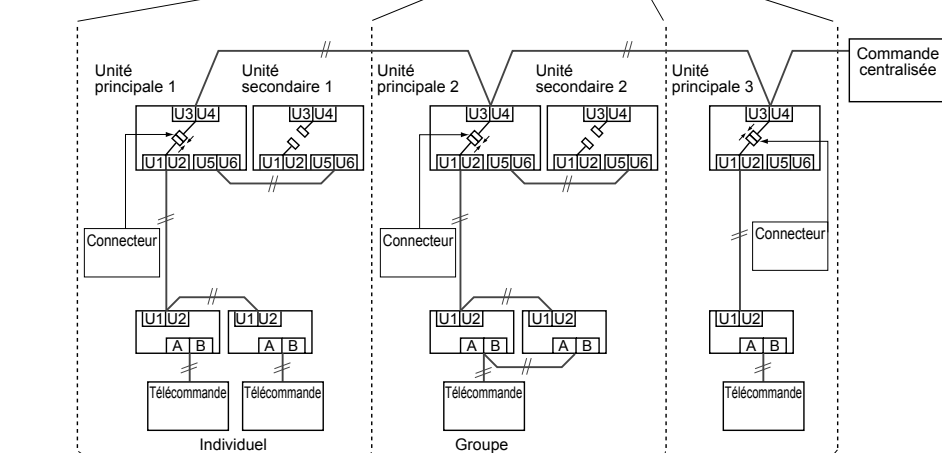 Commande
centralisée
Unité
principale 1
Unité
secondaire 1
Unité
principale 2
Unité
secondaire 2
Unité
principale 3
U3 U4
U3 U4
U3 U4
U3 U4
U3 U4
U1 U2 U5 U6
U1 U2 U5 U6
U1 U2 U5 U6
U1 U2 U5 U6
U1 U2 U5 U6
Connecteur
Connecteur
Connecteur
U1 U2
U1 U2
U1 U2
U1 U2
U1 U2
A B
A B
A B
A B
A B
Télécommande
Télécommande
Télécommande
Télécommande
Individuel
Groupe